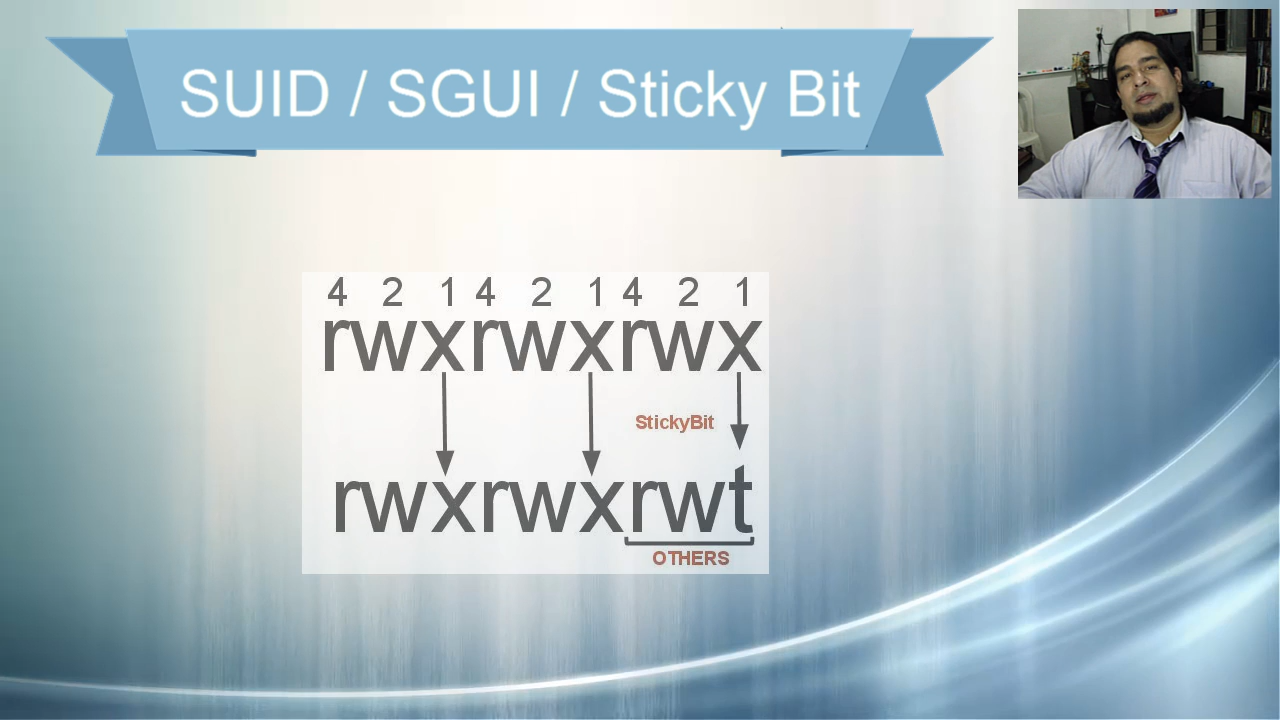 SUID / SGUI / Sticky Bit
4 2 1 4 2 1 4 2 1
rwxrwxrwx
StickyBit
rwxrwxrwt
OTHERS